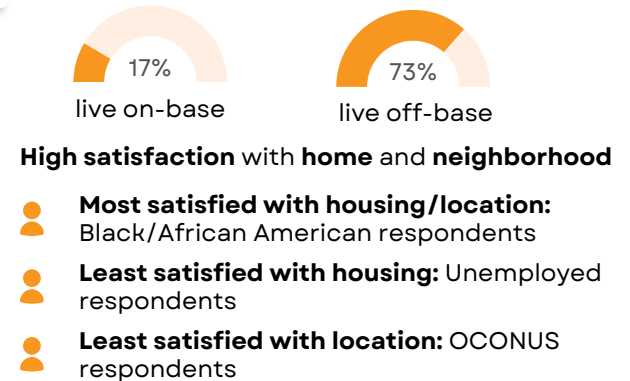 17%
73%
live on-base
live off-base
High satisfaction with home and neighborhood
Most satisfied with housing/location:
Black/African American respondents
Least satisfied with housing: Unemployed
respondents
Least satisfied with location: OCONUS
respondents